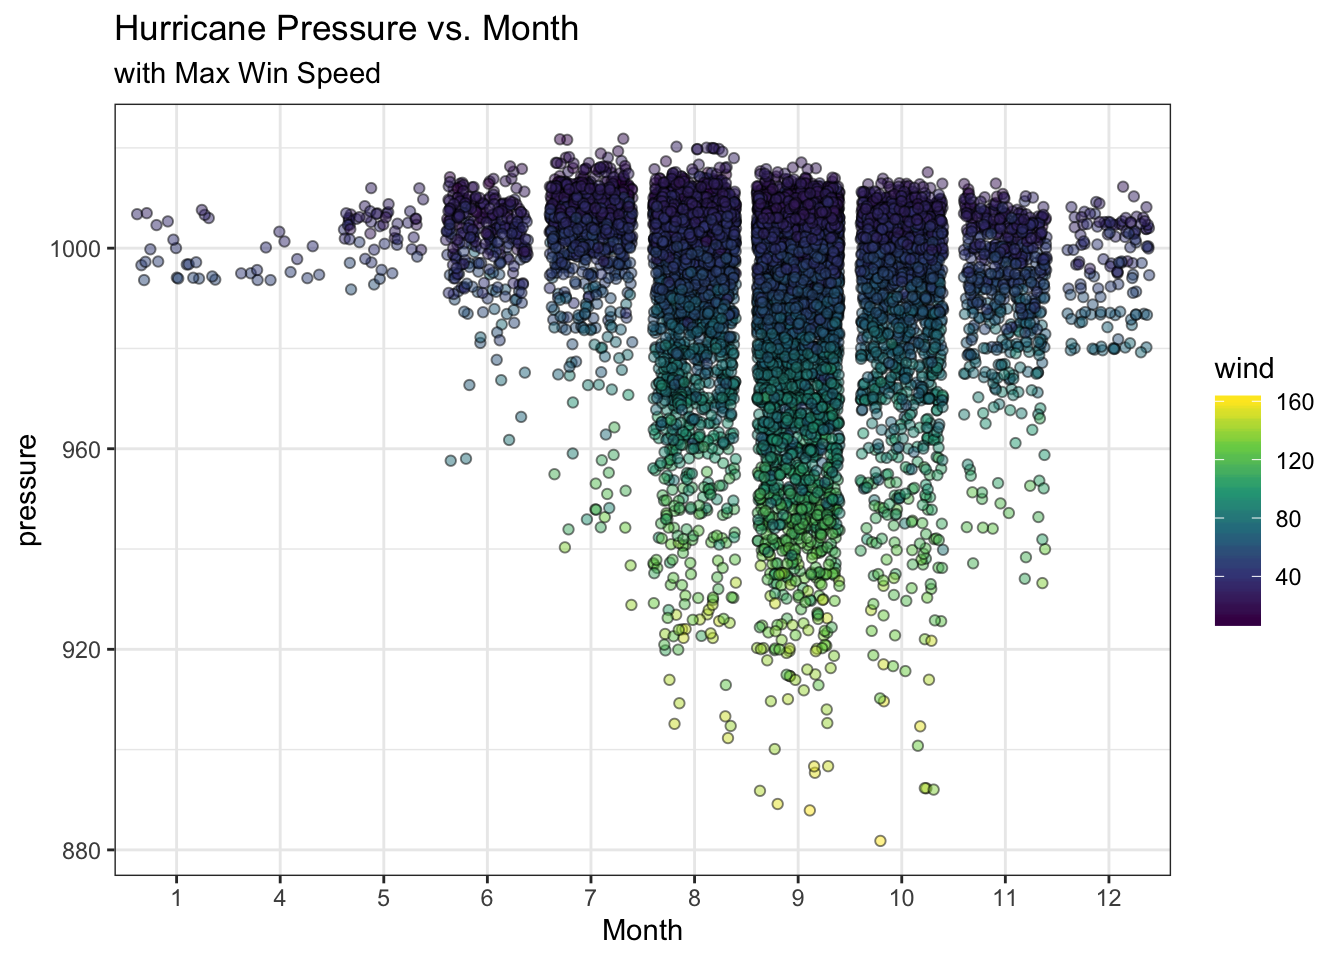 Hurricane Pressure vs. Month
with Max Win Speed
pressure
1000
960
920
880
1 4 5 6 7 8 9 10 11 12
Month
wind
160
120
80
40